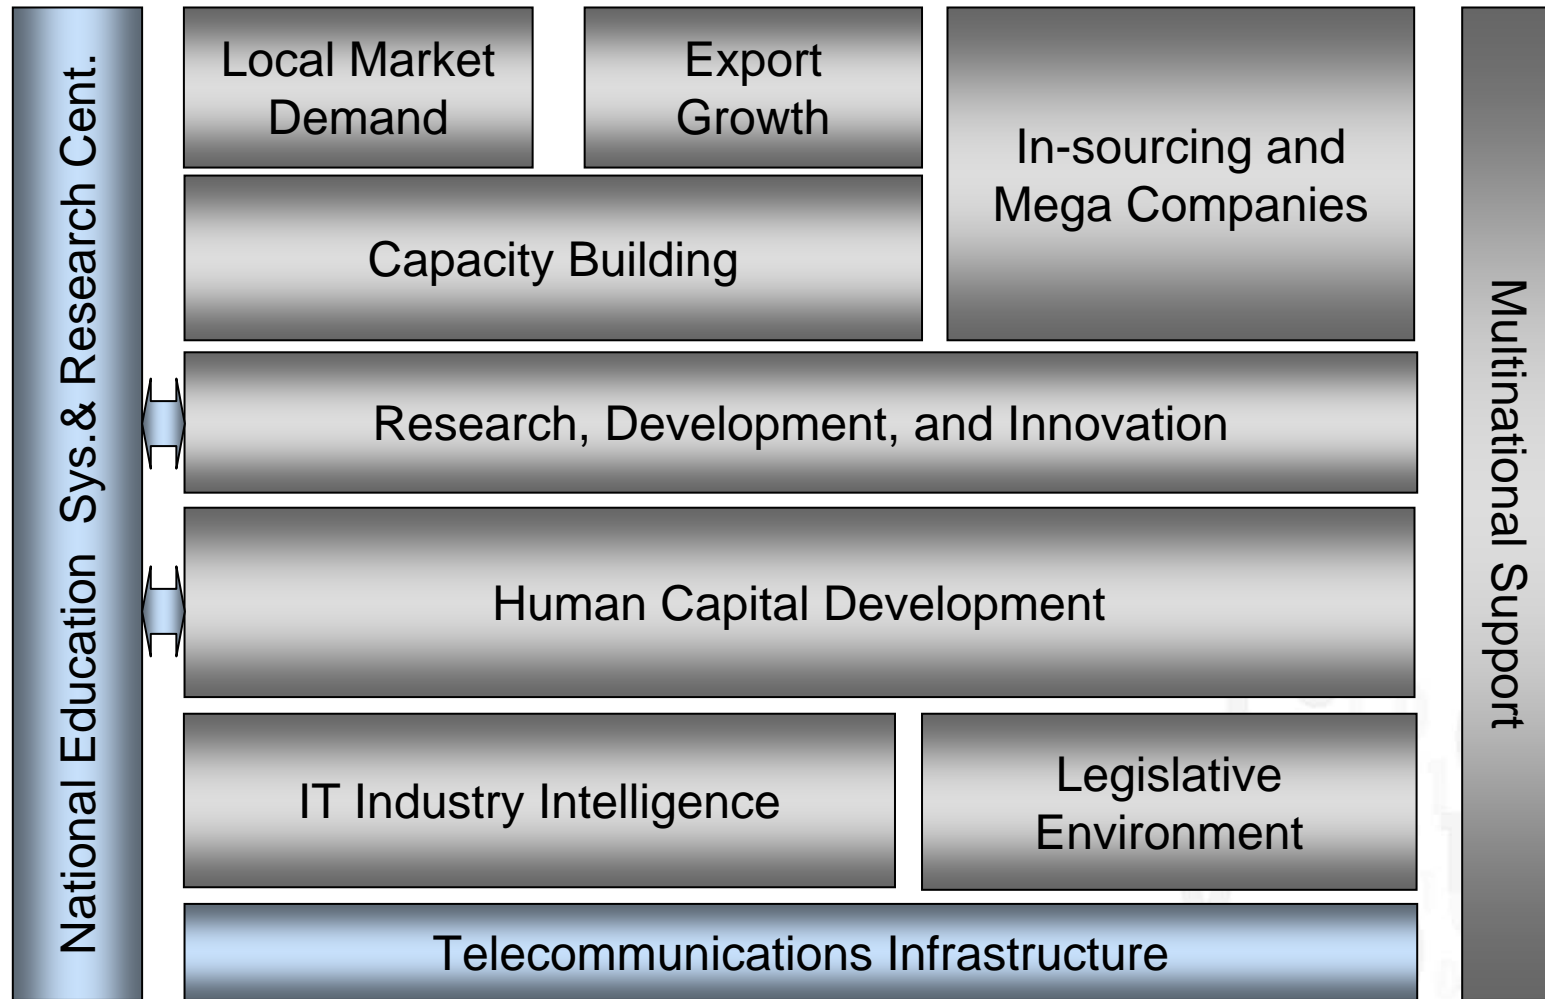 National Education  Sys.& Research Cent.
Local Market
Demand
Export
Growth
In-sourcing and
Mega Companies
Capacity Building
Research, Development, and Innovation
Human Capital Development
IT Industry Intelligence
Legislative
Environment
Telecommunications Infrastructure
Multinational Support